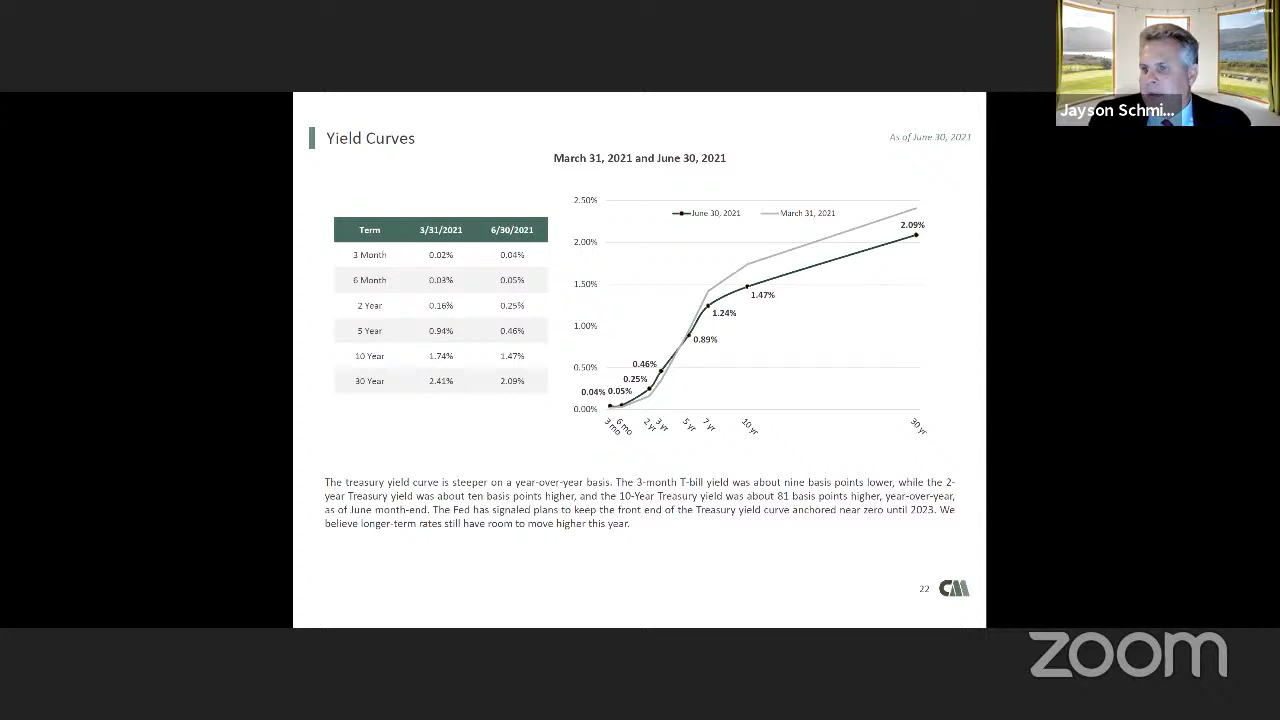 Jayson Schmi...
Yield Curves
As of June 30, 2021
March 31, 2021 and June 30, 2021
Term 3/31/2021 6/30/2021
3 Month 0.02% 0.04%
6 Month 0.03% 0.05%
2 Year 0.16% 0.25%
5 Year 0.94% 0.46%
10 Year 1.74% 1.47%
30 Year 2.41% 2.09%
2.50%
2.00%
1.50%
1.00%
0.50%
0.00%
June 30, 2021
March 31, 2021
0.04%
0.05%
0.25%
0.46%
0.89%
1.24%
1.47%
2.09%
3 mo
6 mo
2 yr
3 yr
5 yr
7 yr
10 yr
30 yr
The treasury yield curve is steeper on a year-over-year basis. The 3-month T-bill yield was about nine basis points lower, while the 2-
year Treasury yield was about ten basis points higher, and the 10-Year Treasury yield was about 81 basis points higher, year-over-year,
as of June month-end. The Fed has signaled plans to keep the front end of the Treasury yield curve anchored near zero until 2023. We
believe longer-term rates still have room to move higher this year.
22
CM
zoom